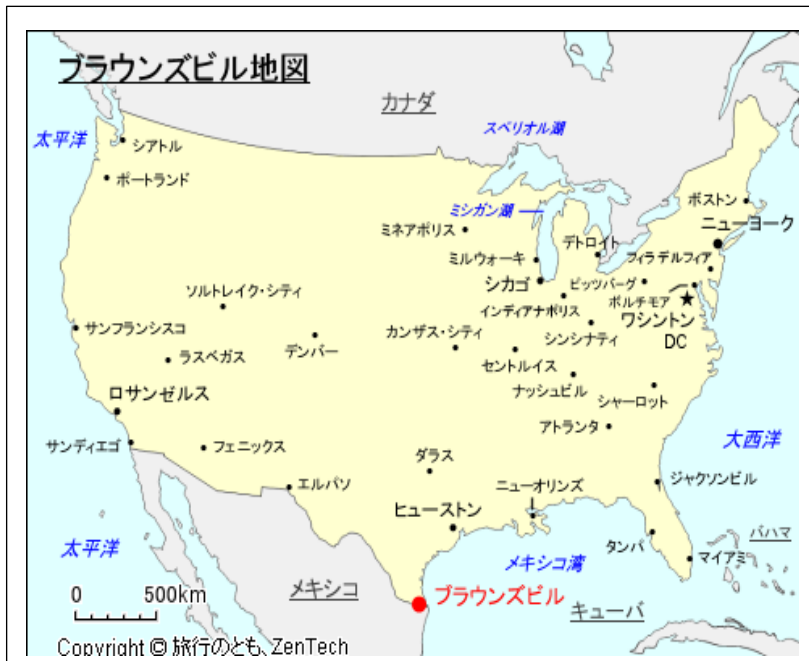 ブラウンズビル地図
カナダ
太平洋
スペリオル湖
シアトル
ポートランド
ミシガン湖
ボストン
ミネアポリス
ニューヨーク
デトロイト
ミルウォーキ
フィラデルフィア
シカゴ
ピッツバーグ
ソルトレイク・シティ
インディアナポリス
ボルチモア
サンフランシスコ
ワシントン
DC
カンザス・シティ
シンシナティ
デンバー
ラスベガス
セントルイス
ナッシュビル
ロサンゼルス
シャーロット
アトランタ
サンディエゴ
フェニックス
大西洋
ダラス
エルパソ
ニューオリンズ
ジャクソンビル
ヒューストン
バハマ
太平洋
タンパ
マイアミ
メキシコ湾
メキシコ
ブラウンズビル
キューバ
0 500km
Copyright © 旅行のとも、ZenTech